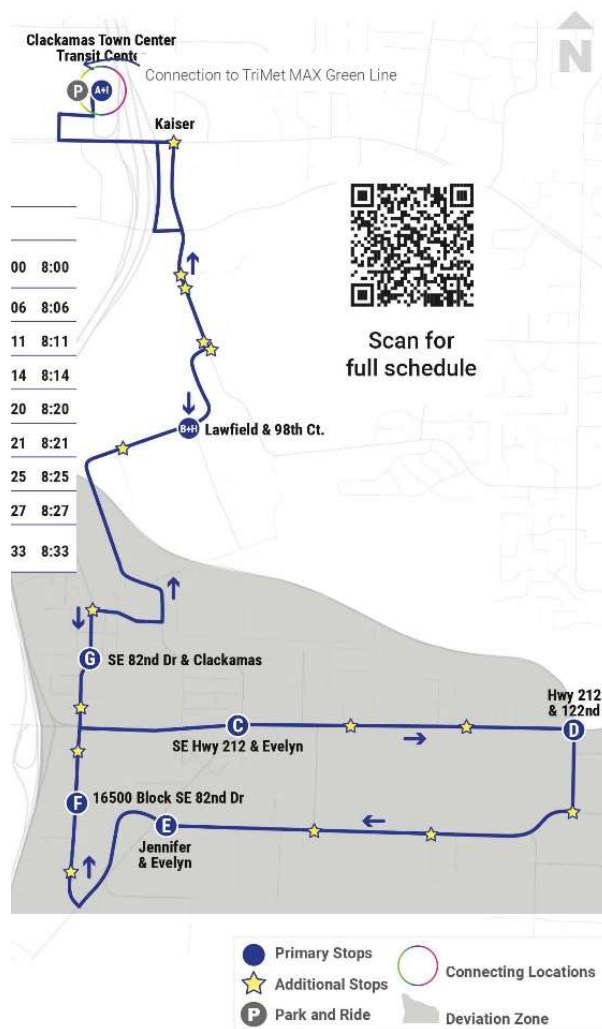 Clackamas Town Center
Transit Cente
N
P
A+I
Connection to TriMet MAX Green Line
Kaiser
00 8:00
06 8:06
11 8:11
14 8:14
20 8:20
21 8:21
25 8:25
27 8:27
33 8:33
Scan for
full schedule
B+H
Lawfield & 98th Ct.
G
SE 82nd Dr & Clackamas
C
SE Hwy 212 & Evelyn
Hwy 212
& 122nd
D
F
16500 Block SE 82nd Dr
E
Jennifer
& Evelyn
Primary Stops
Additional Stops
P
Park and Ride
Connecting Locations
Deviation Zone